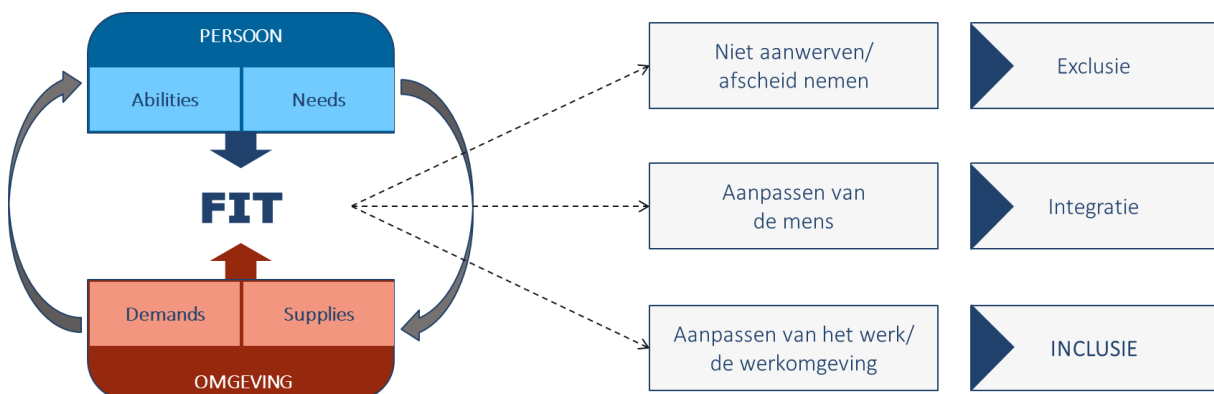 PERSOON
Abilities
Needs
FIT
Demands
Supplies
OMGEVING
Niet aanwerven/
afscheid nemen
Exclusie
Aanpassen van
de mens
Integratie
Aanpassen van het werk/
de werkomgeving
INCLUSIE